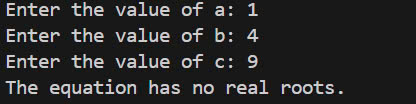 Enter the value of a: 1
Enter the value of b: 4
Enter the value of c: 9
The equation has no real roots.